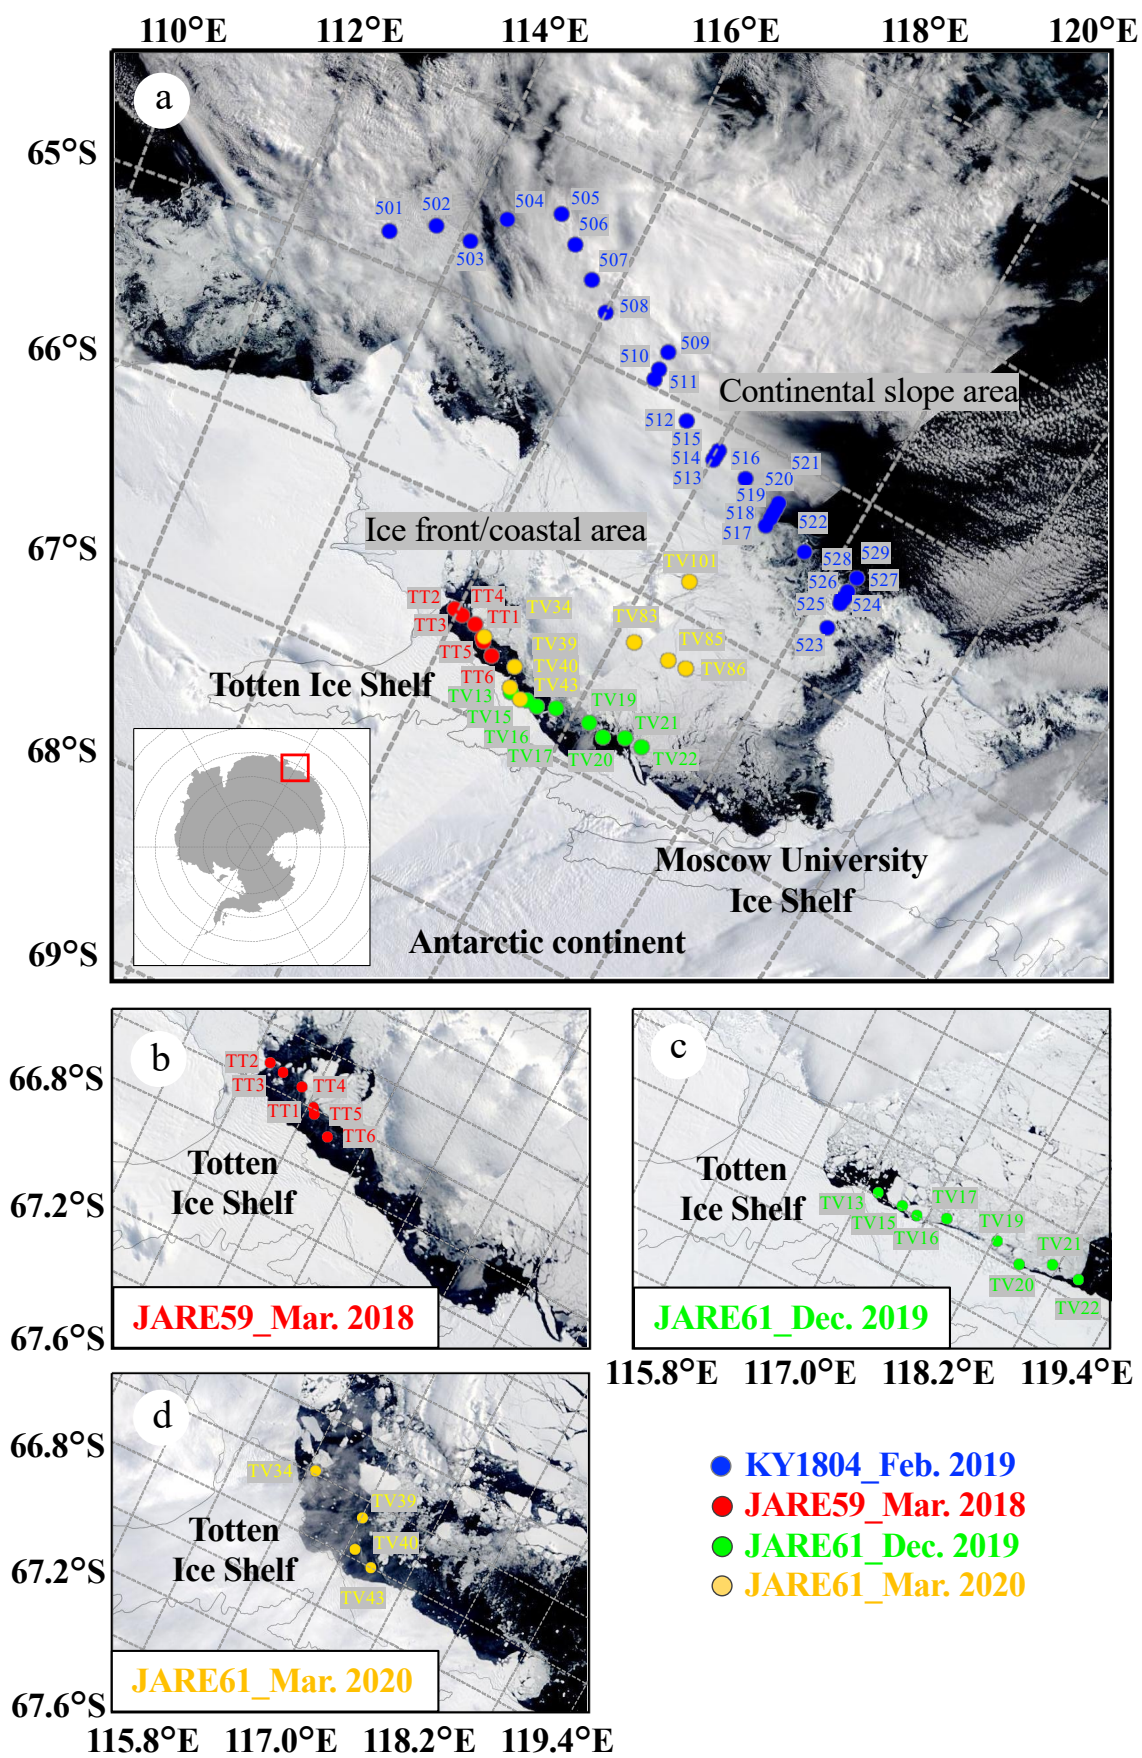 110°E 112°E 114°E 116°E 118°E 120°E
a
65°S
66°S
67°S
68°S
69°S
501
502
503
504
505
506
507
508
509
510
511
Continental slope area
512
515
514
513
516
521
520
519
518
517
522
528
529
526
527
525
524
523
Ice front/coastal area
TV101
TT2
TT4
TV34
TT3
TT1
TV83
TT5
TV39
TV85
TT6
TV40
TV86
TV13
TV43
Totten Ice Shelf
TV15
TV19
TV16
TV21
TV17
TV20
TV22
Moscow University
Ice Shelf
Antarctic continent
b
66.8°S
67.2°S
67.6°S
TT2
TT3
TT4
TT1
TT5
TT6
Totten
Ice Shelf
JARE59_Mar. 2018
c
Totten
Ice Shelf
TV13
TV17
TV15
TV16
TV19
TV21
TV20
TV22
JARE61_Dec. 2019
115.8°E 117.0°E 118.2°E 119.4°E
d
66.8°S
67.2°S
67.6°S
TV34
TV39
TV40
TV43
Totten
Ice Shelf
JARE61_Mar. 2020
115.8°E 117.0°E 118.2°E 119.4°E
KY1804_Feb. 2019
JARE59_Mar. 2018
JARE61_Dec. 2019
JARE61_Mar. 2020